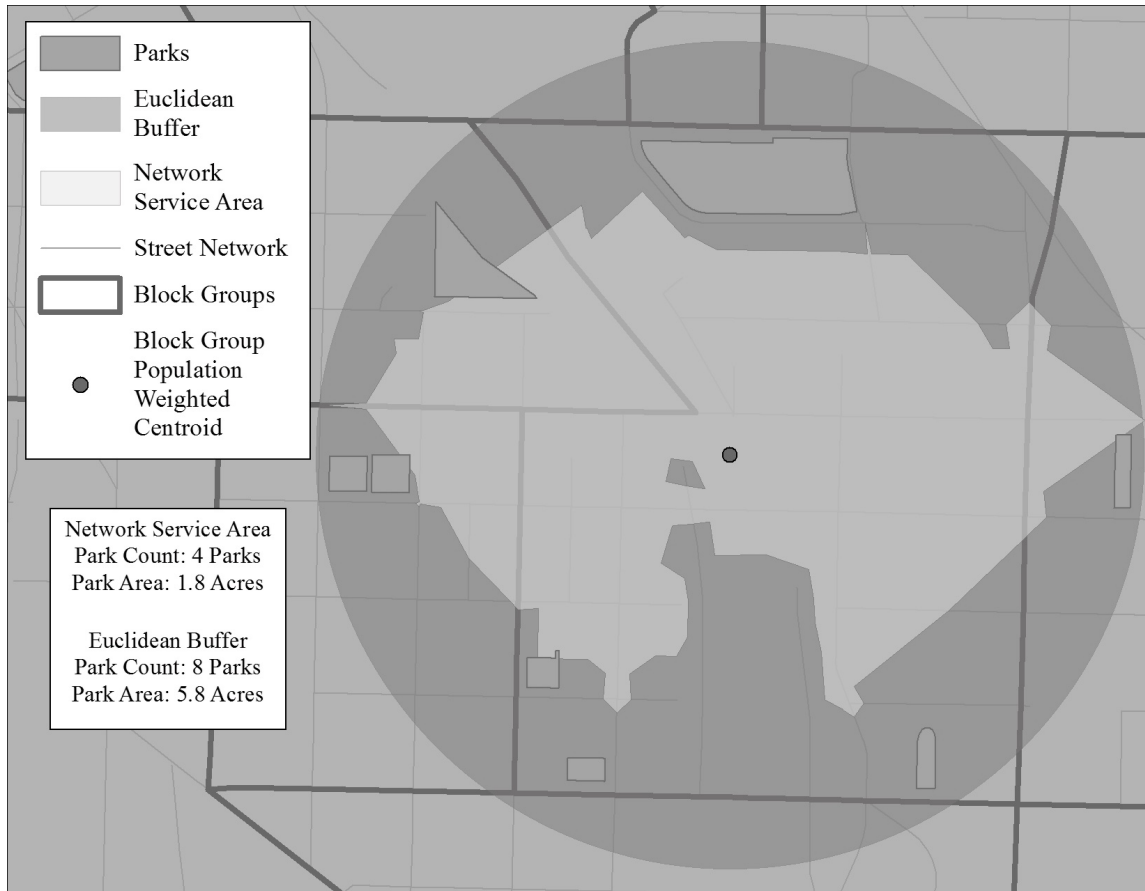 Parks
Euclidean
Buffer
Network
Service Area
Street Network
Block Groups
Block Group
Population
Weighted
Centroid
Network Service Area
Park Count: 4 Parks
Park Area: 1.8 Acres
Euclidean Buffer
Park Count: 8 Parks
Park Area: 5.8 Acres